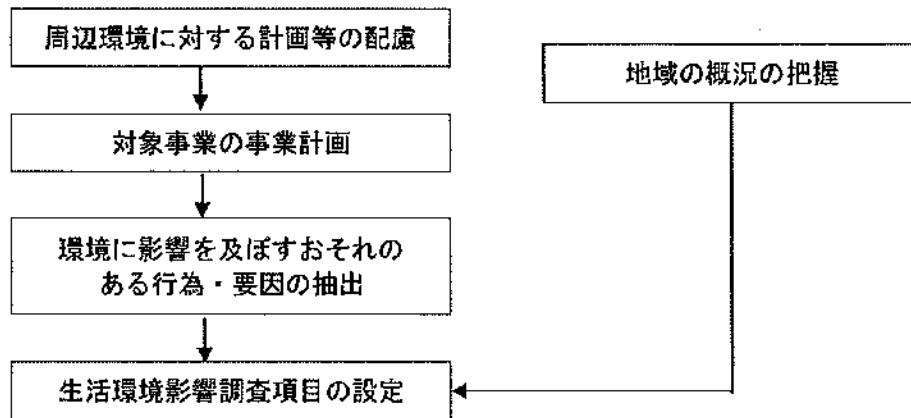 周辺環境に対する計画等の配慮
地域の概況の把握
対象事業の事業計画
環境に影響を及ぼすおそれの
ある行為・要因の抽出
生活環境影響調査項目の設定